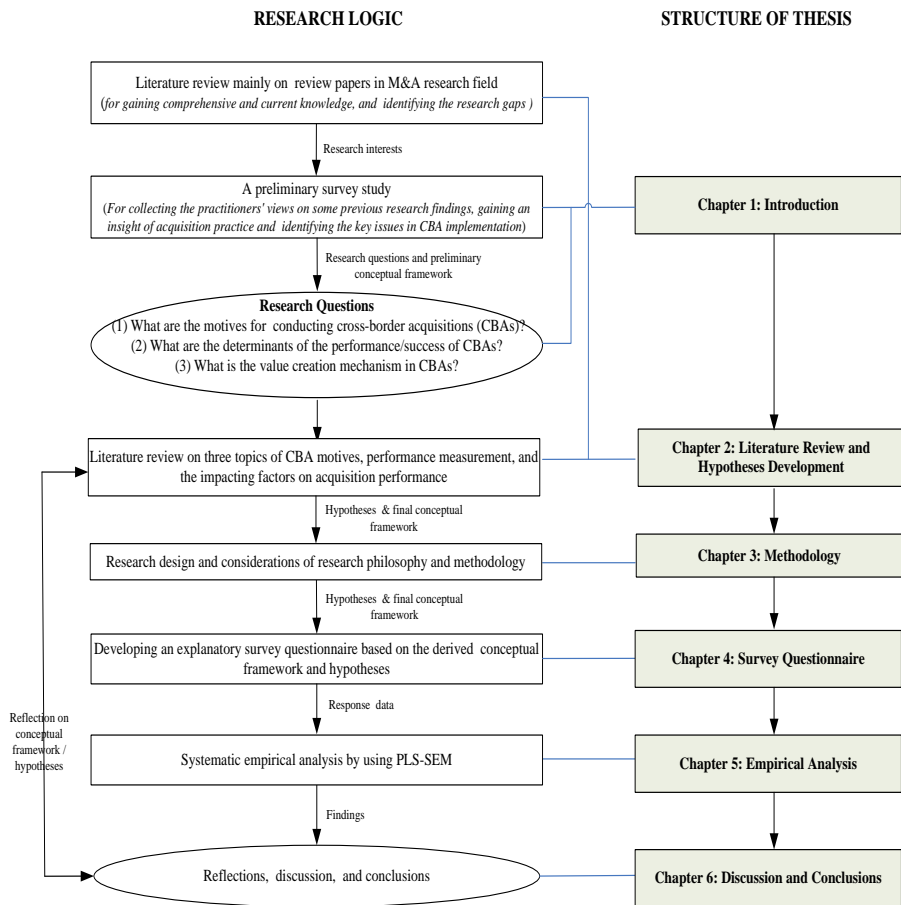 RESEARCH LOGIC
STRUCTURE OF THESIS
Literature review mainly on review papers in M&A research field
(for gaining comprehensive and current knowledge, and identifying the research gaps )
Research interests
A preliminary survey study
(For collecting the practitioners' views on some previous research findings, gaining an
insight of acquisition practice and identifying the key issues in CBA implementation)
Chapter 1: Introduction
Research questions and preliminary
conceptual framework
Research Questions
(1) What are the motives for conducting cross-border acquisitions (CBAs)?
(2) What are the determinants of the performance/success of CBAs?
(3) What is the value creation mechanism in CBAs?
Literature review on three topics of CBA motives, performance measurement, and
the impacting factors on acquisition performance
Chapter 2: Literature Review and
Hypotheses Development
Hypotheses & final conceptual
framework
Research design and considerations of research philosophy and methodology
Chapter 3: Methodology
Hypotheses & final conceptual
framework
Developing an explanatory survey questionnaire based on the derived conceptual
framework and hypotheses
Chapter 4: Survey Questionnaire
Response data
Reflection on
conceptual
framework /
hypotheses
Systematic empirical analysis by using PLS-SEM
Chapter 5: Empirical Analysis
Findings
Reflections, discussion, and conclusions
Chapter 6: Discussion and Conclusions